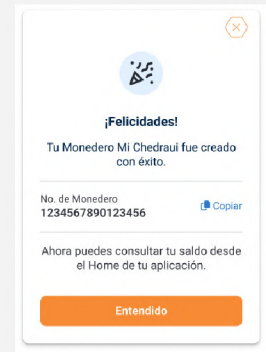 ¡Felicidades!
Tu Monedero Mi Chedraui fue creado
con éxito.
No. de Monedero
1234567890123456
Copiar
Ahora puedes consultar tu saldo desde
el Home de tu aplicación.
Entendido